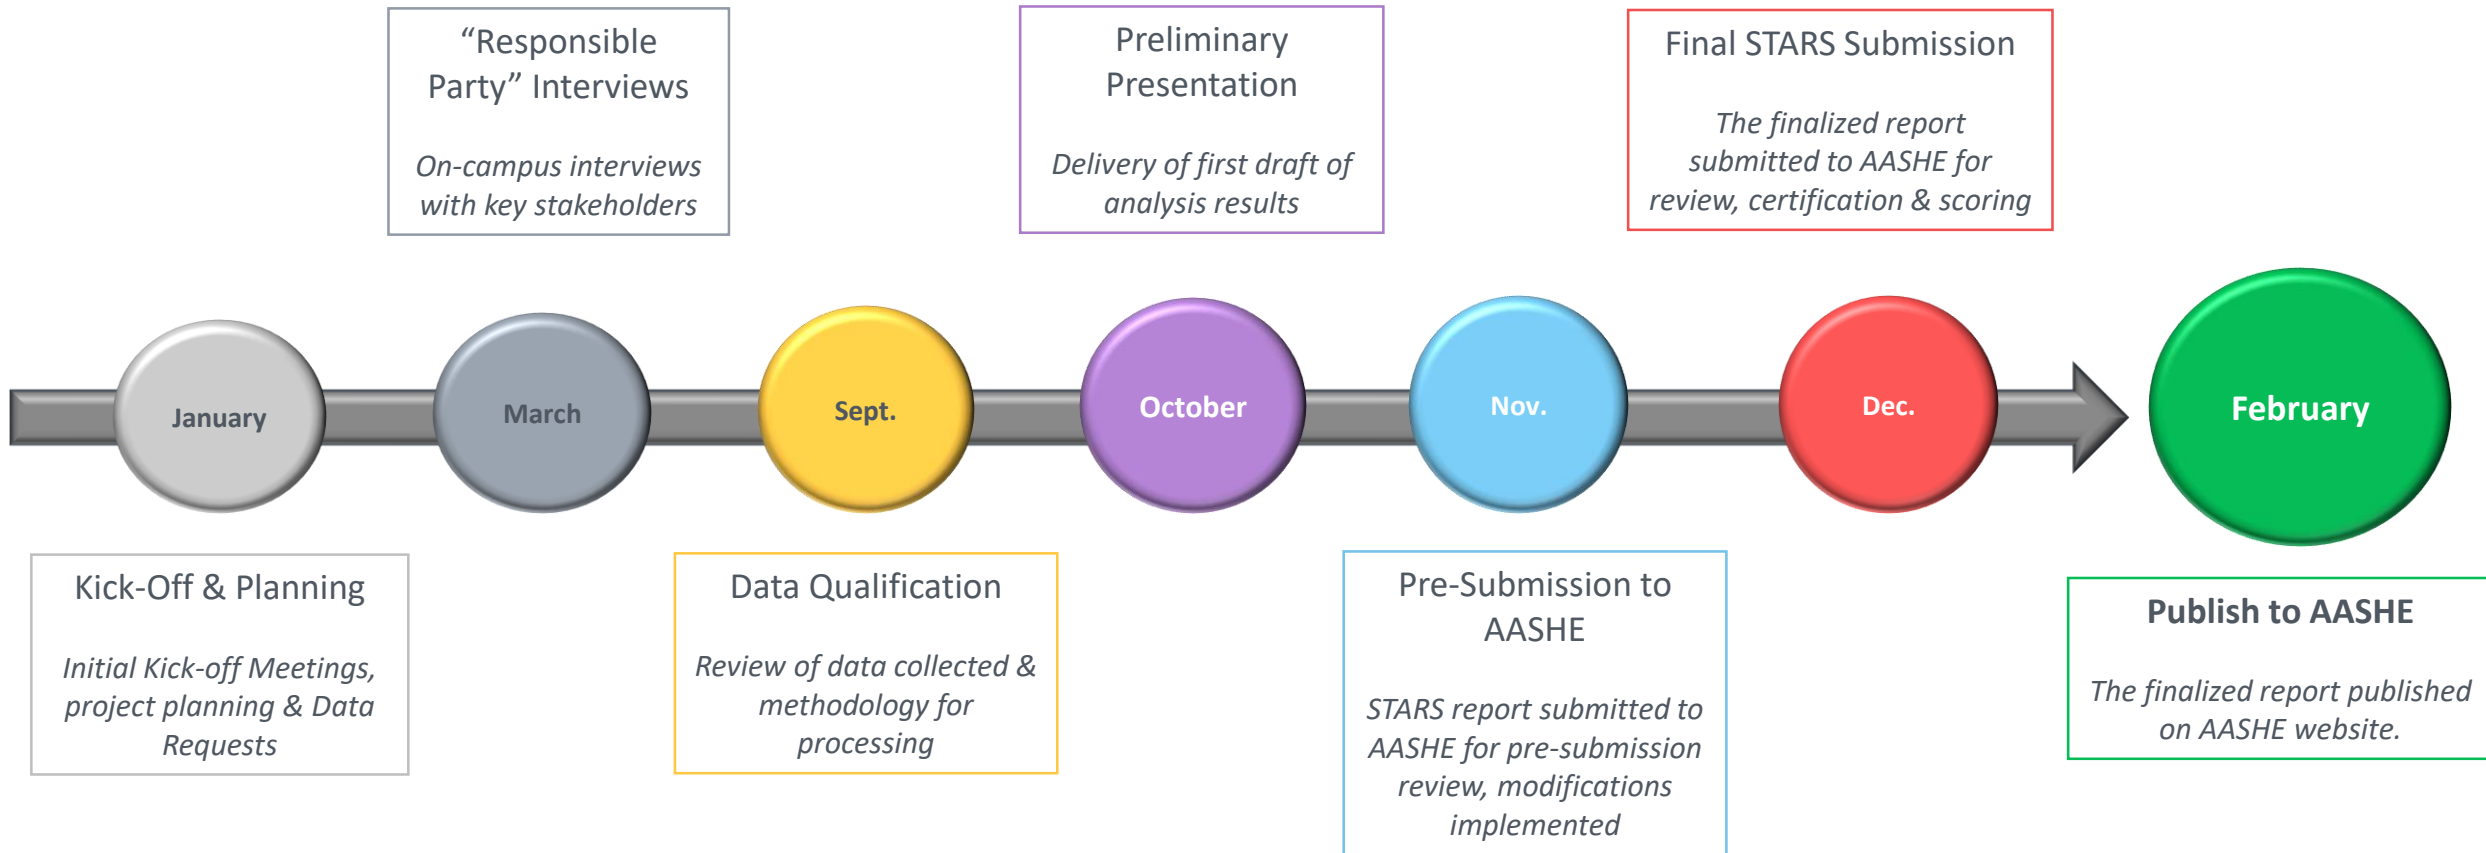 “Responsible
Party” Interviews
On-campus interviews
with key stakeholders
Preliminary
Presentation
Delivery of first draft of
analysis results
Final STARS Submission
The finalized report
submitted to AASHE for
review, certification & scoring
January
March
Sept.
October
Nov.
Dec.
February
Kick-Off & Planning
Initial Kick-off Meetings,
project planning & Data
Requests
Data Qualification
Review of data collected &
methodology for
processing
Pre-Submission to
AASHE
STARS report submitted to
AASHE for pre-submission
review, modifications
implemented
Publish to AASHE
The finalized report published
on AASHE website.